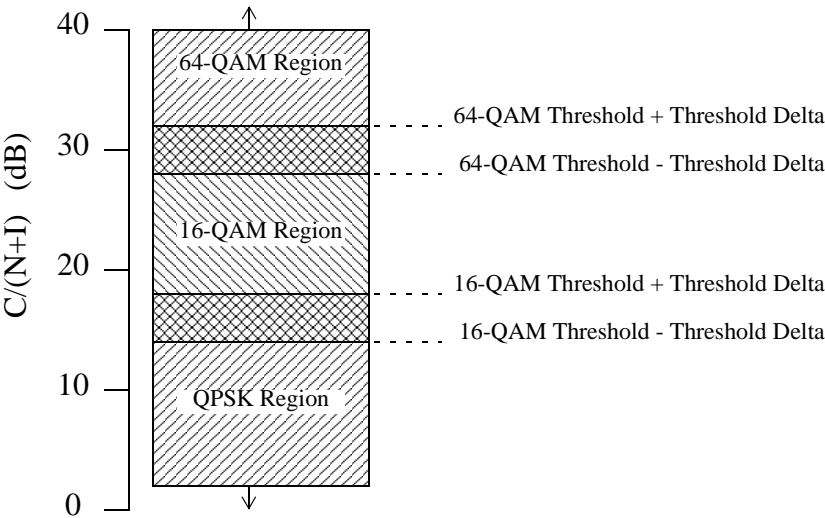 40
64-QAM Region
64-QAM Threshold + Threshold Delta
30
64-QAM Threshold - Threshold Delta
C/(N+I) (dB)
16-QAM Region
20
16-QAM Threshold + Threshold Delta
16-QAM Threshold - Threshold Delta
10
QPSK Region
0